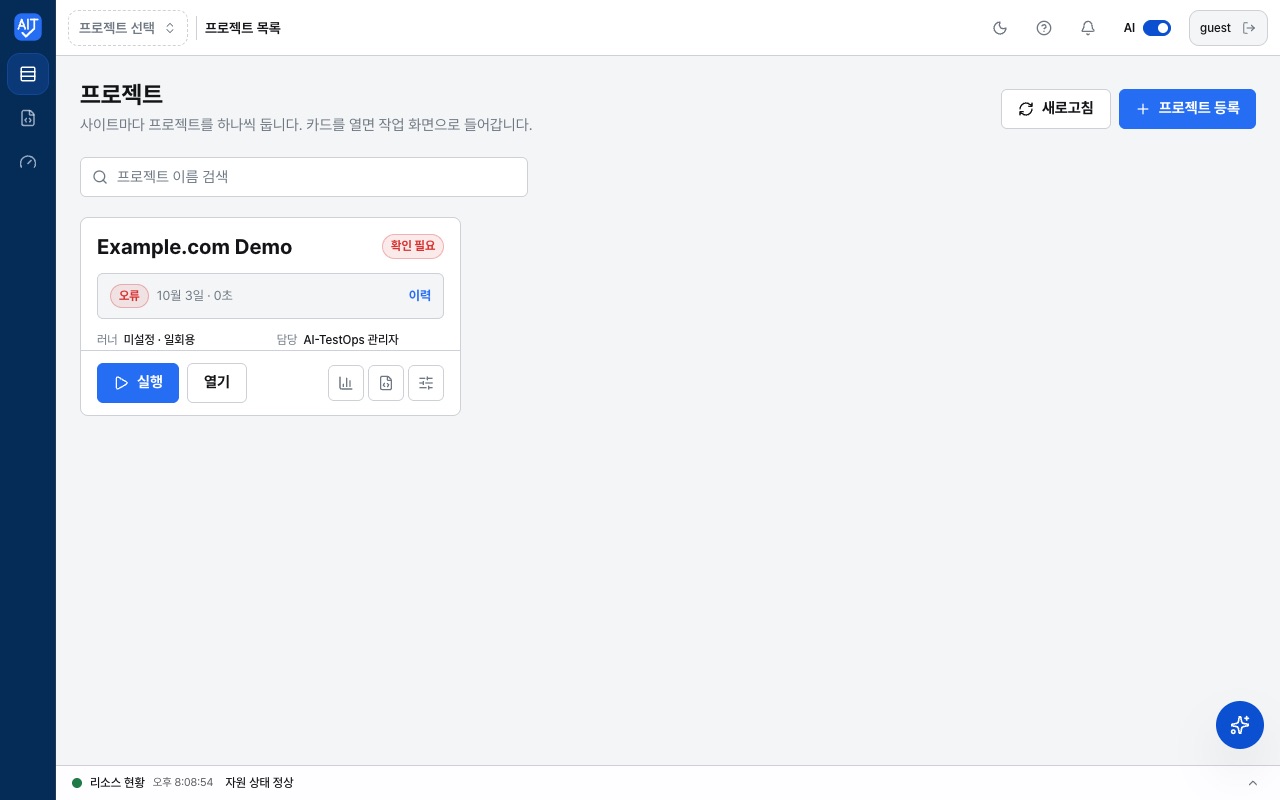 AIT
프로젝트 선택
프로젝트 목록
AI
guest
프로젝트
사이트마다 프로젝트를 하나씩 둡니다. 카드를 열면 작업 화면으로 들어갑니다.
새로고침
프로젝트 등록
프로젝트 이름 검색
Example.com Demo
확인 필요
오류
10월 3일 · 0초
이력
러너 미설정 · 일회용
담당 AI-TestOps 관리자
실행
열기
리소스 현황
오후 8:08:54
자원 상태 정상